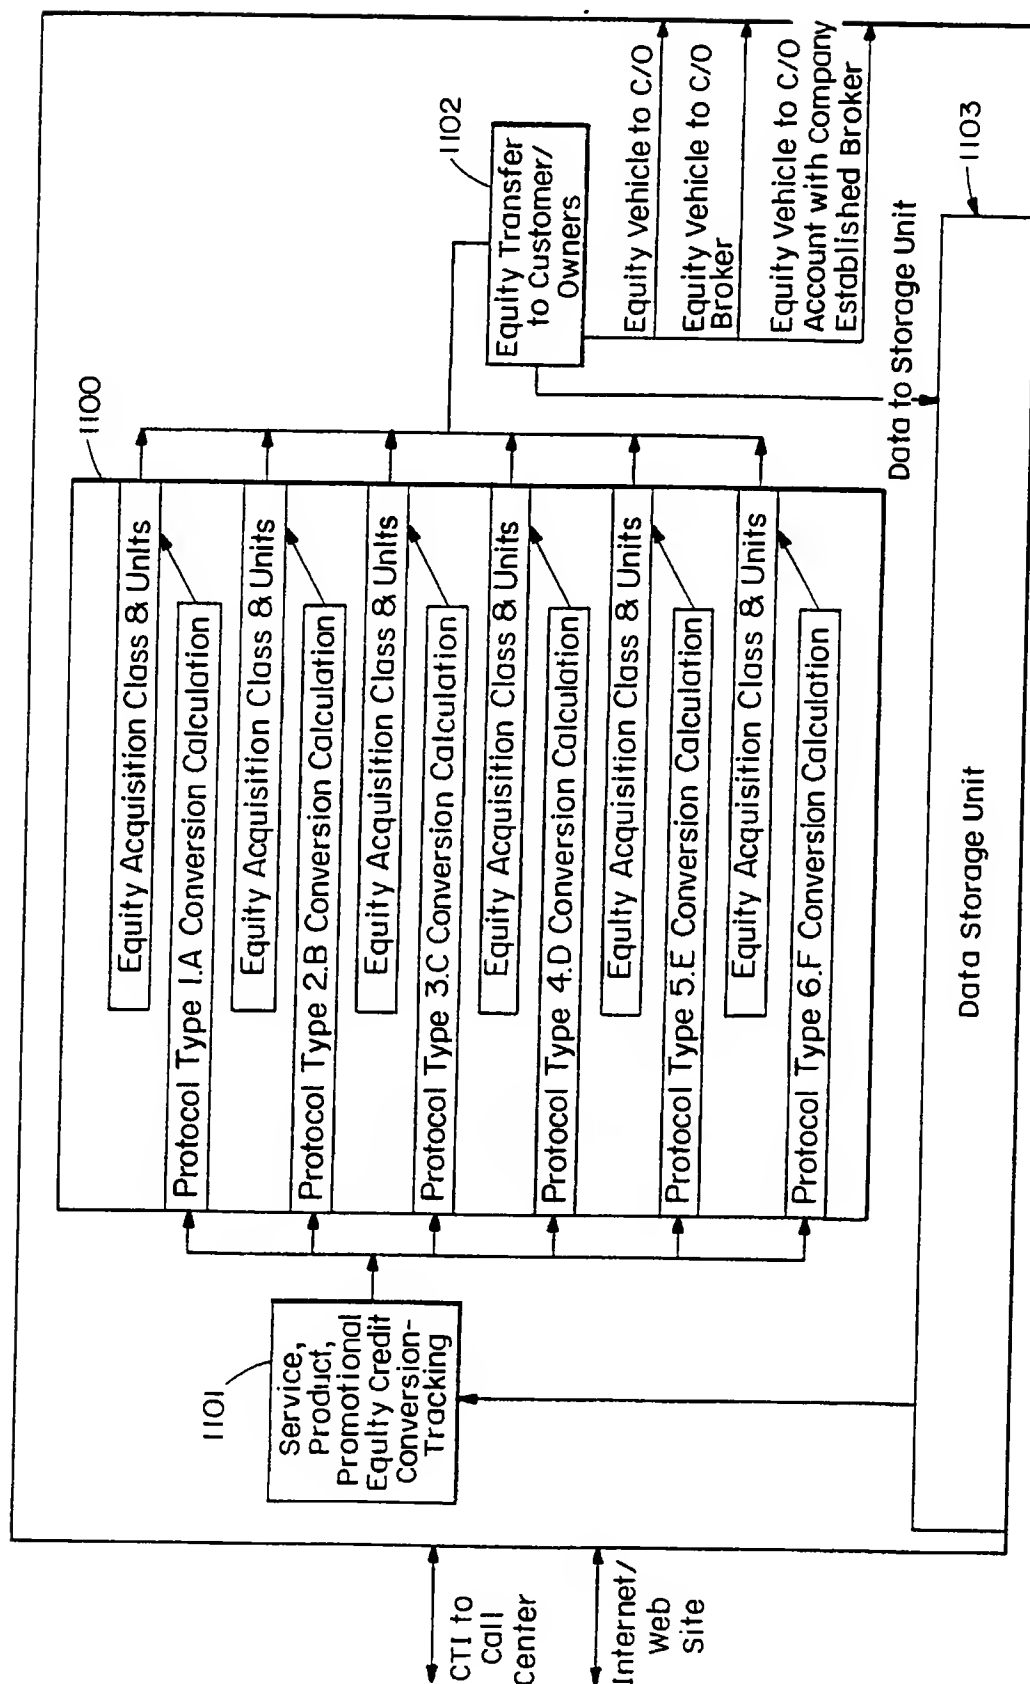 CTI to
Call
Center
Internet/
Web
Site
1101
Service,
Product,
Promotional
Equity Credit
Conversion-
Tracking
1100
Equity Acquisition Class & Units
Protocol Type 1.A Conversion Calculation
Equity Acquisition Class & Units
Protocol Type 2.B Conversion Calculation
Equity Acquisition Class & Units
Protocol Type 3.C Conversion Calculation
Equity Acquisition Class & Units
Protocol Type 4.D Conversion Calculation
Equity Acquisition Class & Units
Protocol Type 5.E Conversion Calculation
Equity Acquisition Class & Units
Protocol Type 6.F Conversion Calculation
1102
Equity Transfer
to Customer/
Owners
Equity Vehicle to C/O
Equity Vehicle to C/O
Broker
Equity Vehicle to C/O
Account with Company
Established Broker
Data to Storage Unit
1103
Data Storage Unit